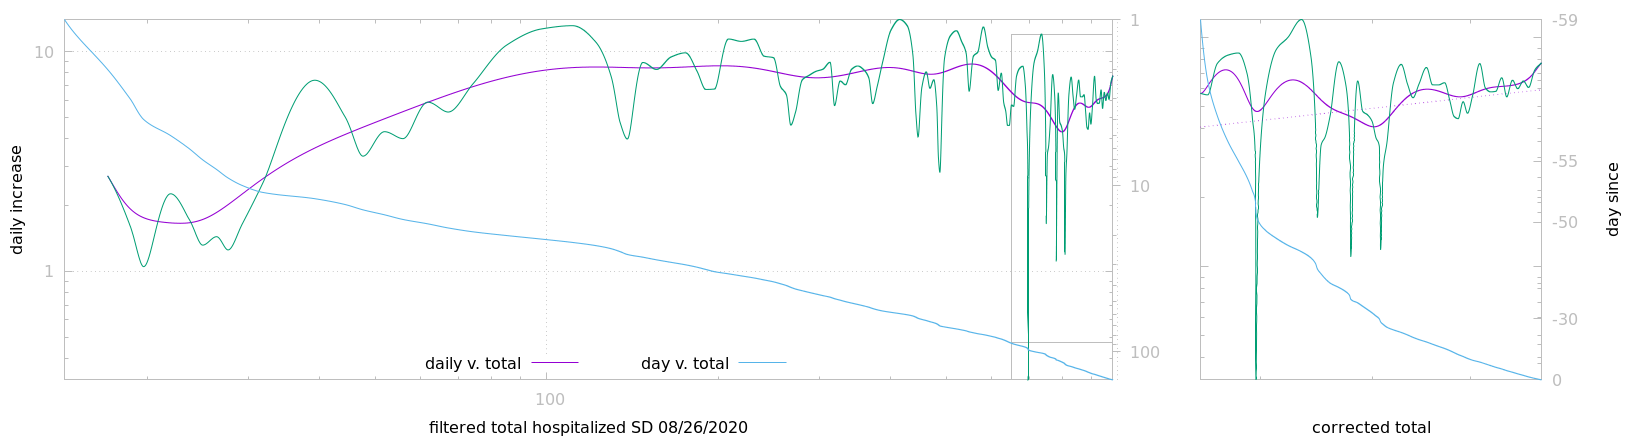 10
1
daily increase
daily v. total
day v. total
100
filtered total hospitalized SD 08/26/2020
1
10
100
-59
-55
-50
-30
0
day since
corrected total